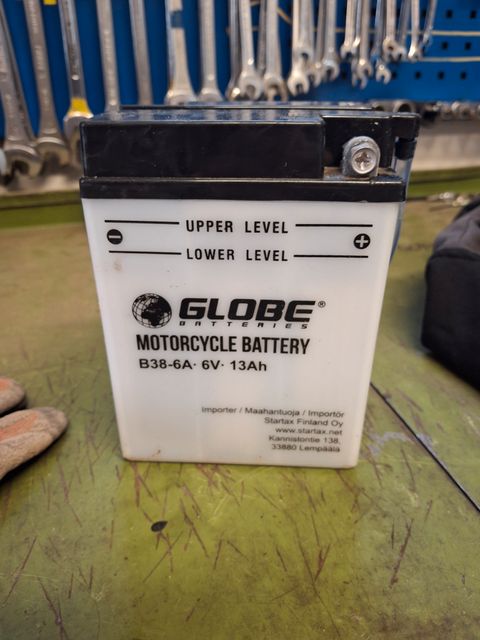 UPPER LEVEL
LOWER LEVEL
GLOBE®
BATTERIES
MOTORCYCLE BATTERY
B38-6A· 6V· 13Ah
Importer / Maahantuoja / Importör
Startax Finland Oy
www.startax.net
Kannistontie 138,
33880 Lempäälä